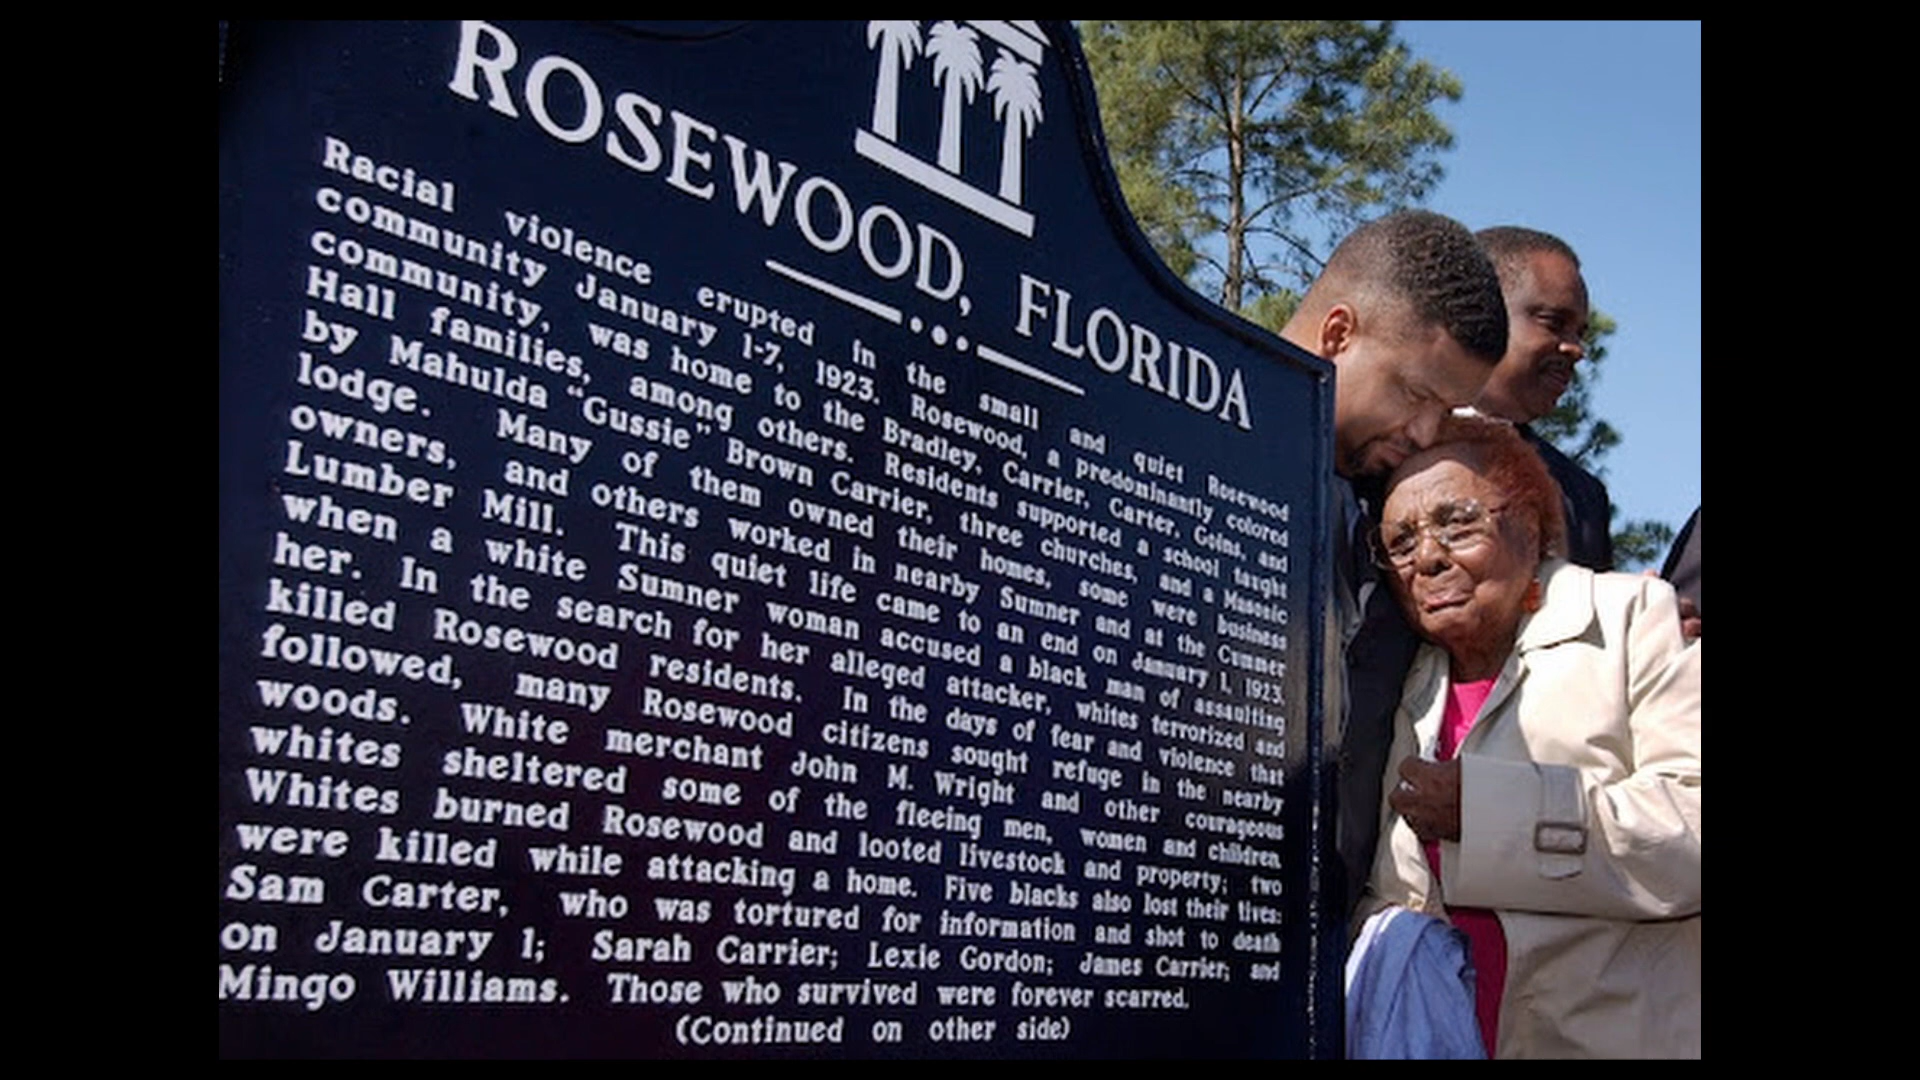 ROSEWOOD, FLORIDA
Racial violence erupted in the small and quiet Rosewood
community January 1-7, 1923. Rosewood, a predominantly colored
community, was home to the Bradley, Carrier, Carter, Goins, and
Hall families, among others. Residents supported a school taught
by Mahulda “Gussie” Brown Carrier, three churches, and a Masonic
lodge. Many of them owned their homes, some were business
owners, and others worked in nearby Sumner and at the Cummer
Lumber Mill. This quiet life came to an end on January 1, 1923,
when a white Sumner woman accused a black man of assaulting
her. In the search for her alleged attacker, whites terrorized and
killed Rosewood residents. In the days of fear and violence that
followed, many Rosewood citizens sought refuge in the nearby
woods. White merchant John M. Wright and other courageous
whites sheltered some of the fleeing men, women and children.
Whites burned Rosewood and looted livestock and property; two
were killed while attacking a home. Five blacks also lost their lives:
Sam Carter, who was tortured for information and shot to death
on January 1; Sarah Carrier; Lexie Gordon; James Carrier; and
Mingo Williams. Those who survived were forever scarred.
(Continued on other side)